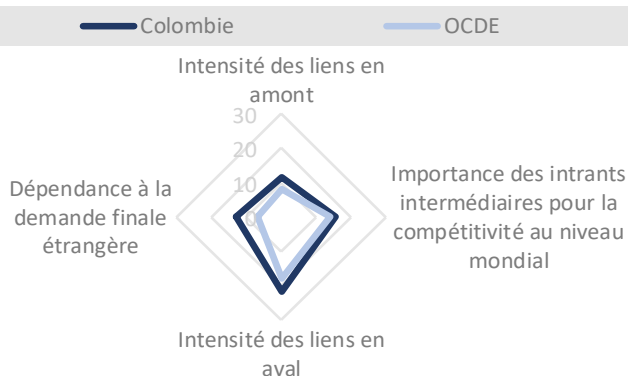 Colombie OCDE
Intensité des liens en
amont
30
20
10
0
Dépendance à la
demande finale
étrangère
Importance des intrants
intermédiaires pour la
compétitivité au niveau
mondial
Intensité des liens en
aval